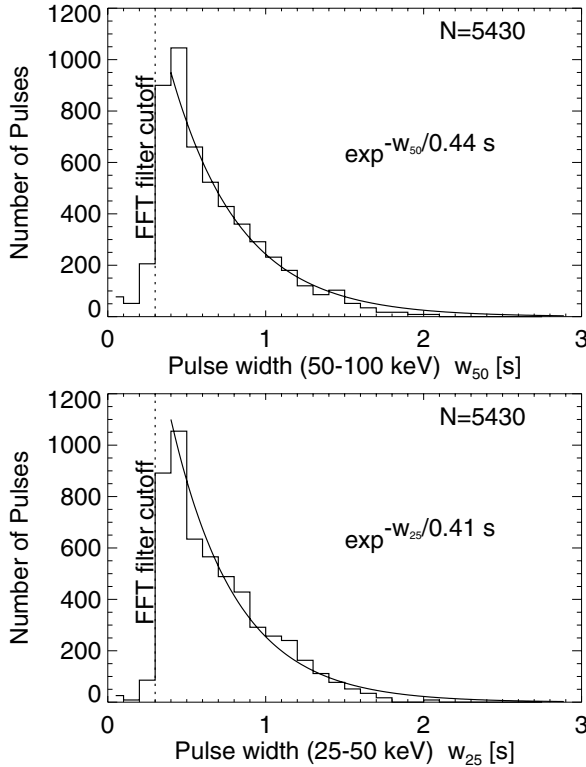 1200
1000
800
600
400
200
0
Number of Pulses
FFT filter cutoff
N=5430
exp-w50/0.44 s
0 1 2 3
Pulse width (50-100 keV) w50 [s]
1200
1000
800
600
400
200
0
Number of Pulses
FFT filter cutoff
N=5430
exp-w25/0.41 s
0 1 2 3
Pulse width (25-50 keV) w25 [s]